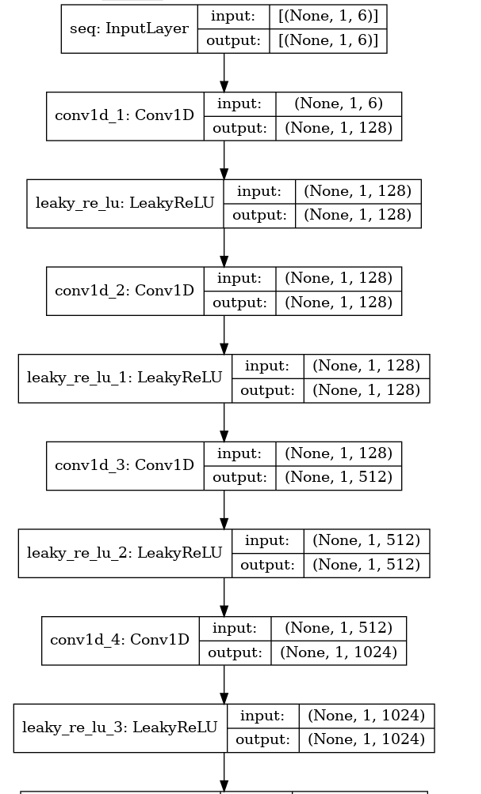 seq: InputLayer input: [(None, 1, 6)]
output: [(None, 1, 6)]
conv1d_1: Conv1D input: (None, 1, 6)
output: (None, 1, 128)
leaky_re_lu: LeakyReLU input: (None, 1, 128)
output: (None, 1, 128)
conv1d_2: Conv1D input: (None, 1, 128)
output: (None, 1, 128)
leaky_re_lu_1: LeakyReLU input: (None, 1, 128)
output: (None, 1, 128)
conv1d_3: Conv1D input: (None, 1, 128)
output: (None, 1, 512)
leaky_re_lu_2: LeakyReLU input: (None, 1, 512)
output: (None, 1, 512)
conv1d_4: Conv1D input: (None, 1, 512)
output: (None, 1, 1024)
leaky_re_lu_3: LeakyReLU input: (None, 1, 1024)
output: (None, 1, 1024)